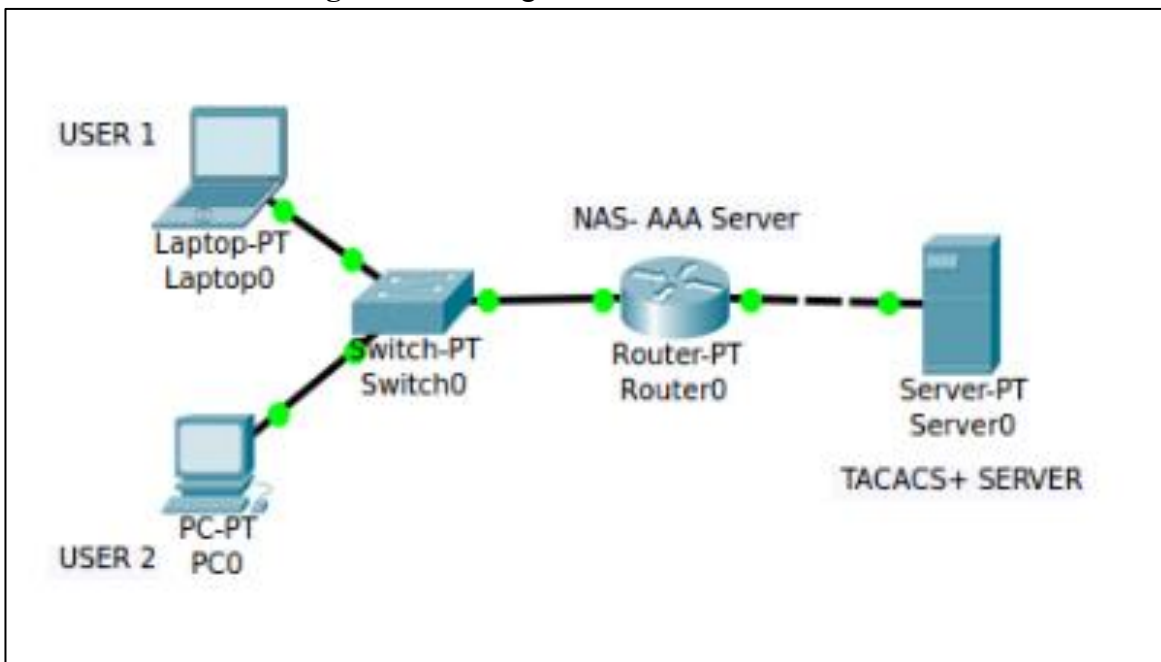 USER 1
Laptop-PT
Laptop0
NAS- AAA Server
Switch-PT
Switch0
Router-PT
Router0
Server-PT
Server0
TACACS+ SERVER
PC-PT
PC0
USER 2